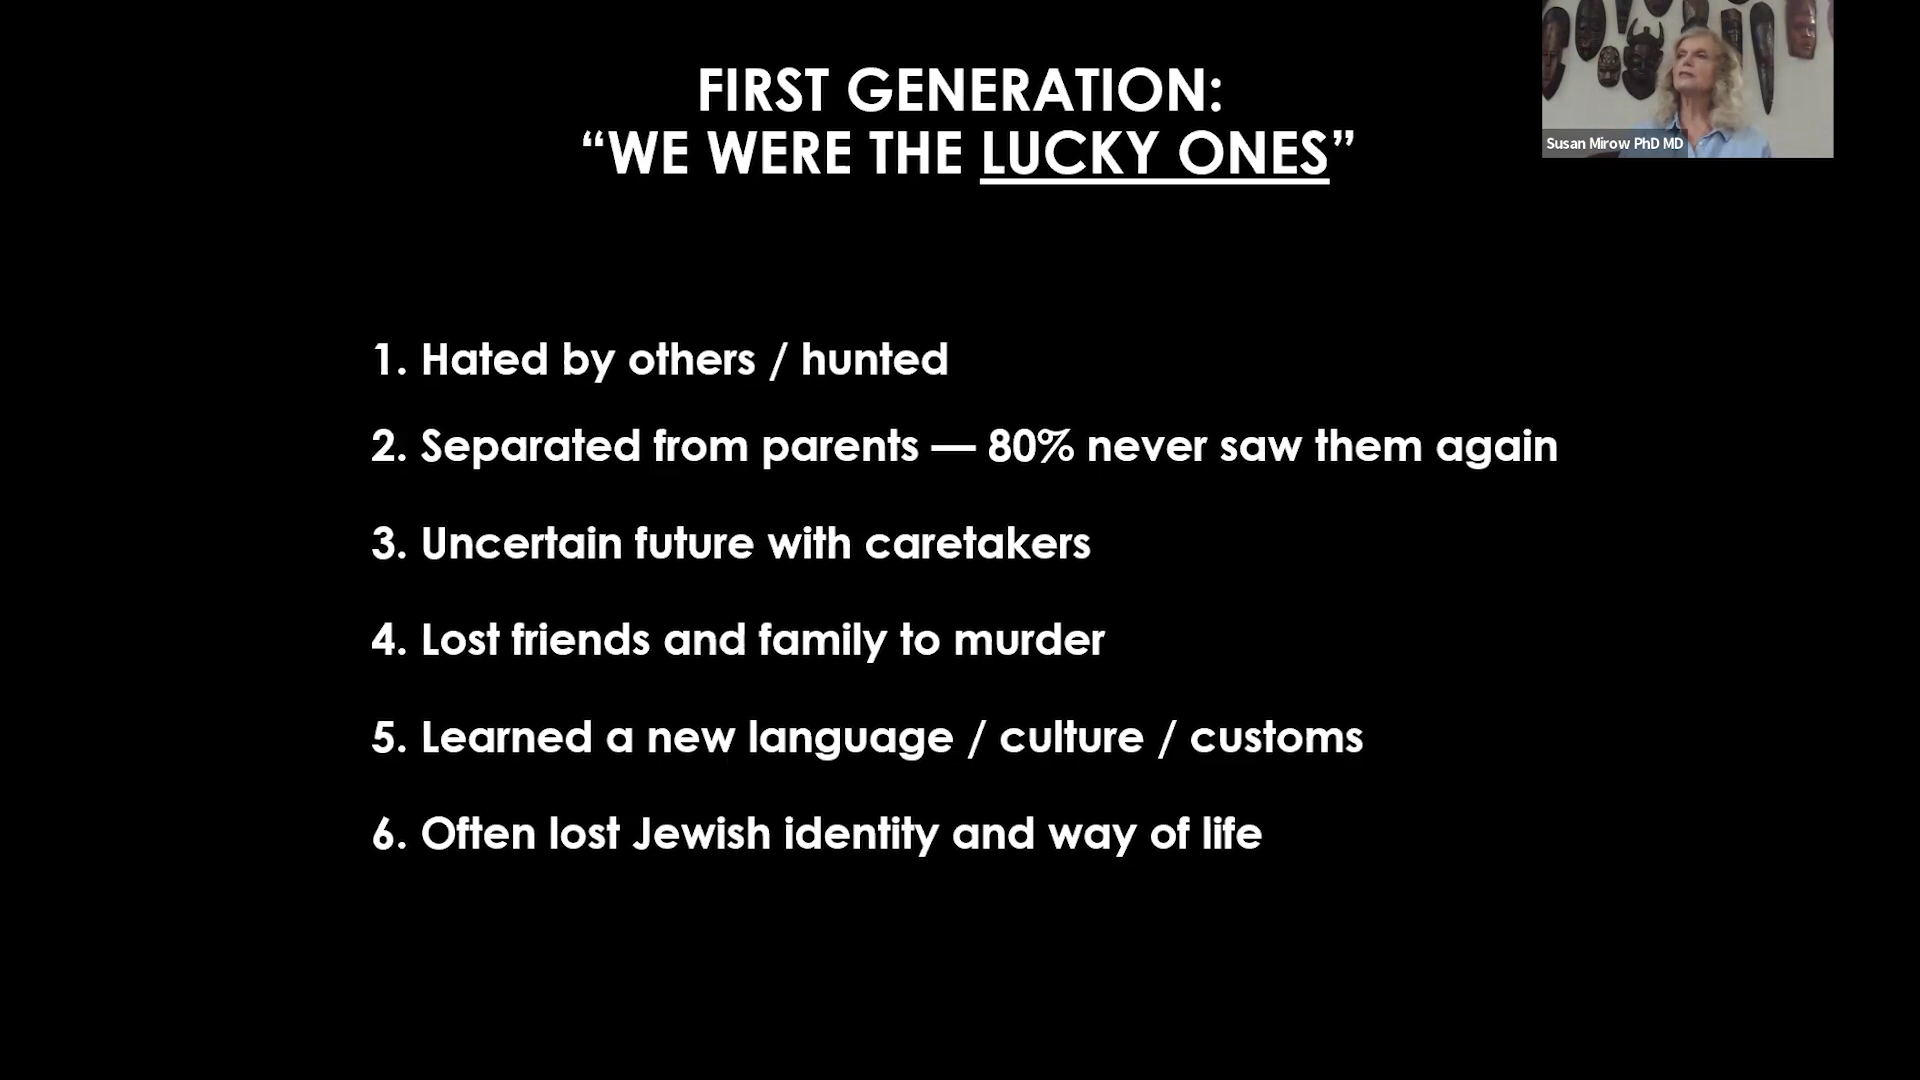 FIRST GENERATION:
“WE WERE THE LUCKY ONES”
Susan Mirow PhD MD
1. Hated by others / hunted
2. Separated from parents — 80% never saw them again
3. Uncertain future with caretakers
4. Lost friends and family to murder
5. Learned a new language / culture / customs
6. Often lost Jewish identity and way of life